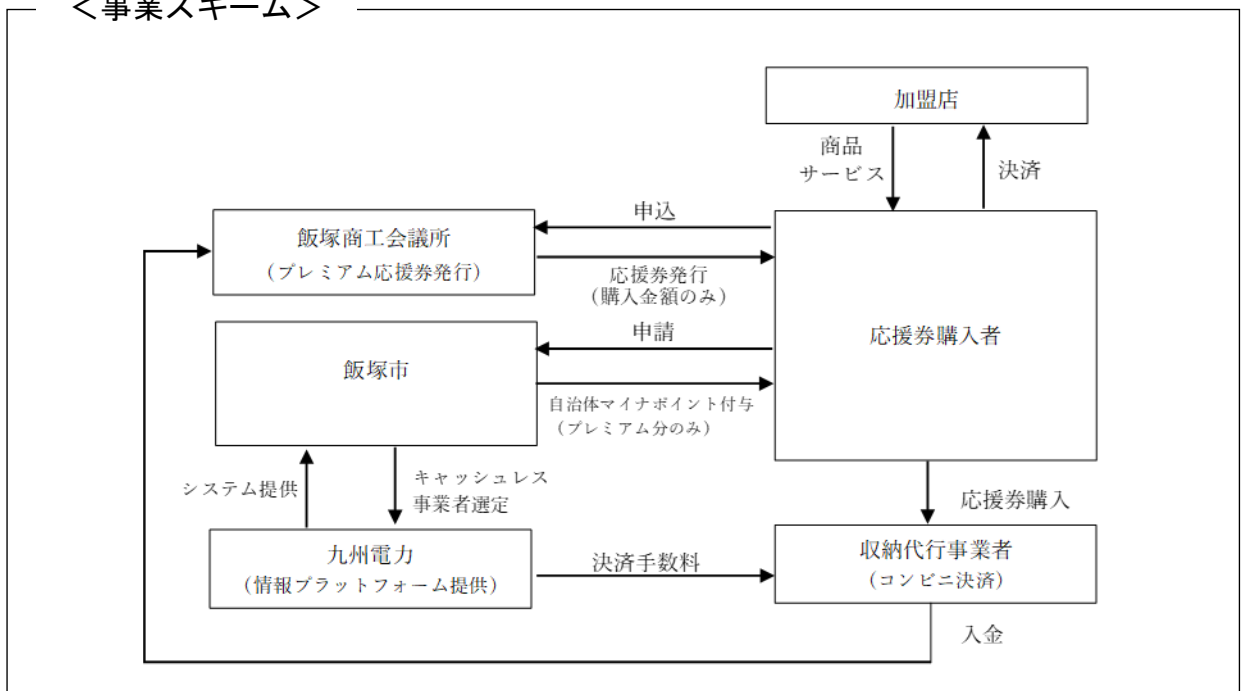 ＜事業スキーム＞
加盟店
商品
サービス
決済
申込
飯塚商工会議所
（プレミアム応援券発行）
応援券発行
（購入金額のみ）
申請
応援券購入者
飯塚市
自治体マイナポイント付与
（プレミアム分のみ）
システム提供
キャッシュレス
事業者選定
応援券購入
九州電力
（情報プラットフォーム提供）
決済手数料
収納代行事業者
（コンビニ決済）
入金